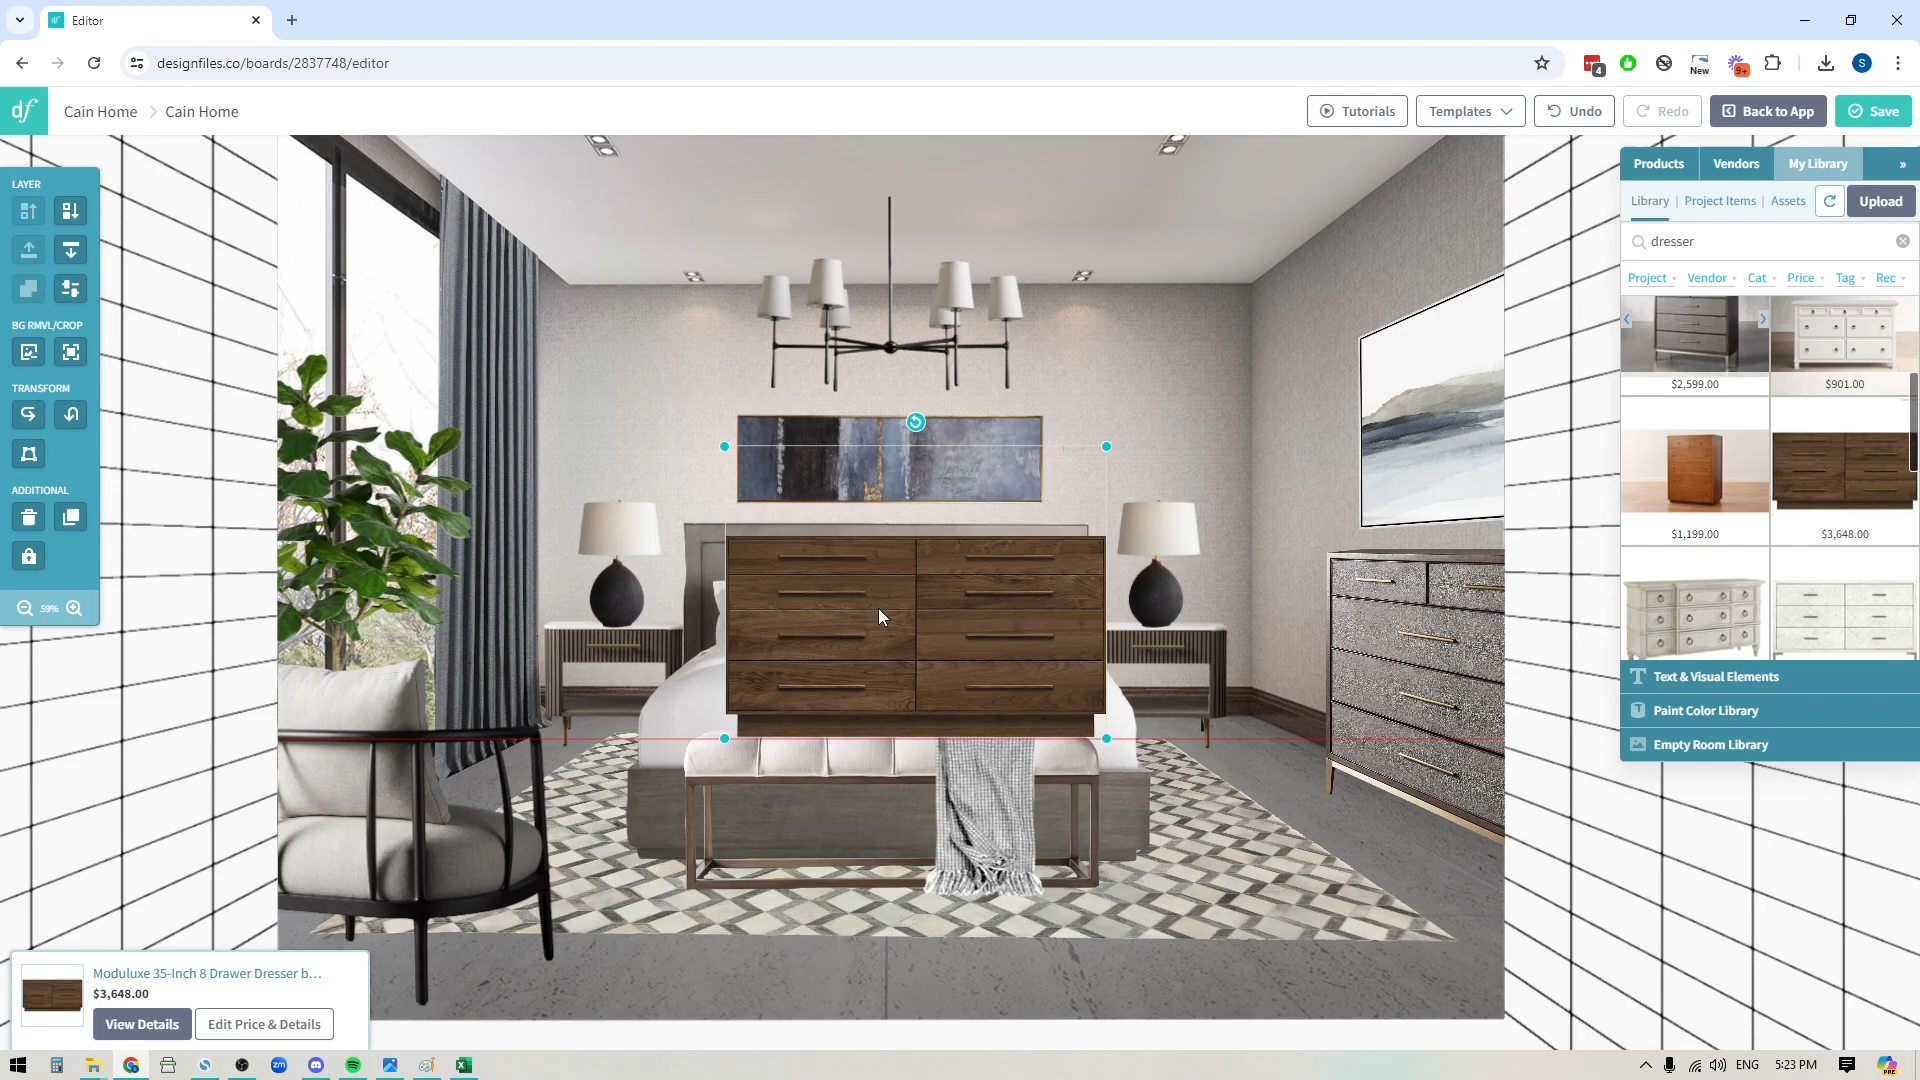 Editor
designfiles.co/boards/2837748/editor
4
New
9+
S
df
Cain Home
Cain Home
Tutorials
Templates
Undo
Redo
Back to App
Save
LAYER
BG RMVL/CROP
TRANSFORM
ADDITIONAL
59%
Products
Vendors
My Library
»
Library | Project Items | Assets
Upload
dresser
Project
Vendor
Cat
Price
Tag
Rec
$2,599.00
$901.00
$1,199.00
$3,648.00
Text & Visual Elements
Paint Color Library
Empty Room Library
Moduluxe 35-Inch 8 Drawer Dresser b...
$3,648.00
View Details
Edit Price & Details
zm
ENG
5:23 PM
PRE